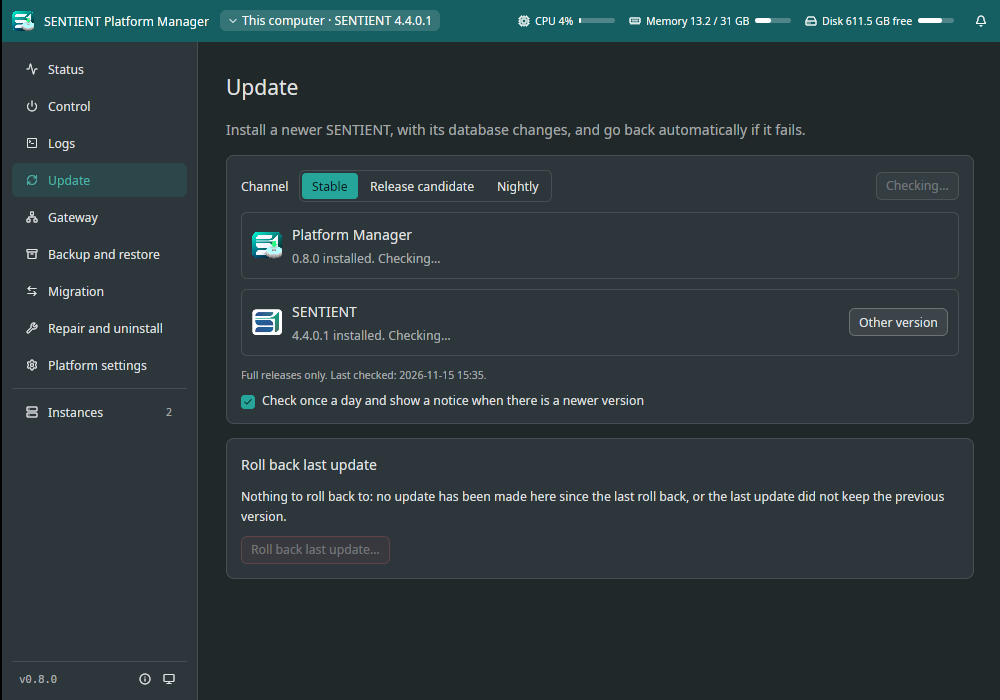 SENTIENT Platform Manager
This computer · SENTIENT 4.4.0.1
CPU 4%
Memory 13.2 / 31 GB
Disk 611.5 GB free
Status
Control
Logs
Update
Gateway
Backup and restore
Migration
Repair and uninstall
Platform settings
Instances 2
v0.8.0
Update
Install a newer SENTIENT, with its database changes, and go back automatically if it fails.
Channel Stable Release candidate Nightly Checking...
Platform Manager
0.8.0 installed. Checking...
SENTIENT
4.4.0.1 installed. Checking...
Other version
Full releases only. Last checked: 2026-11-15 15:35.
Check once a day and show a notice when there is a newer version
Roll back last update
Nothing to roll back to: no update has been made here since the last roll back, or the last update did not keep the previous
version.
Roll back last update...